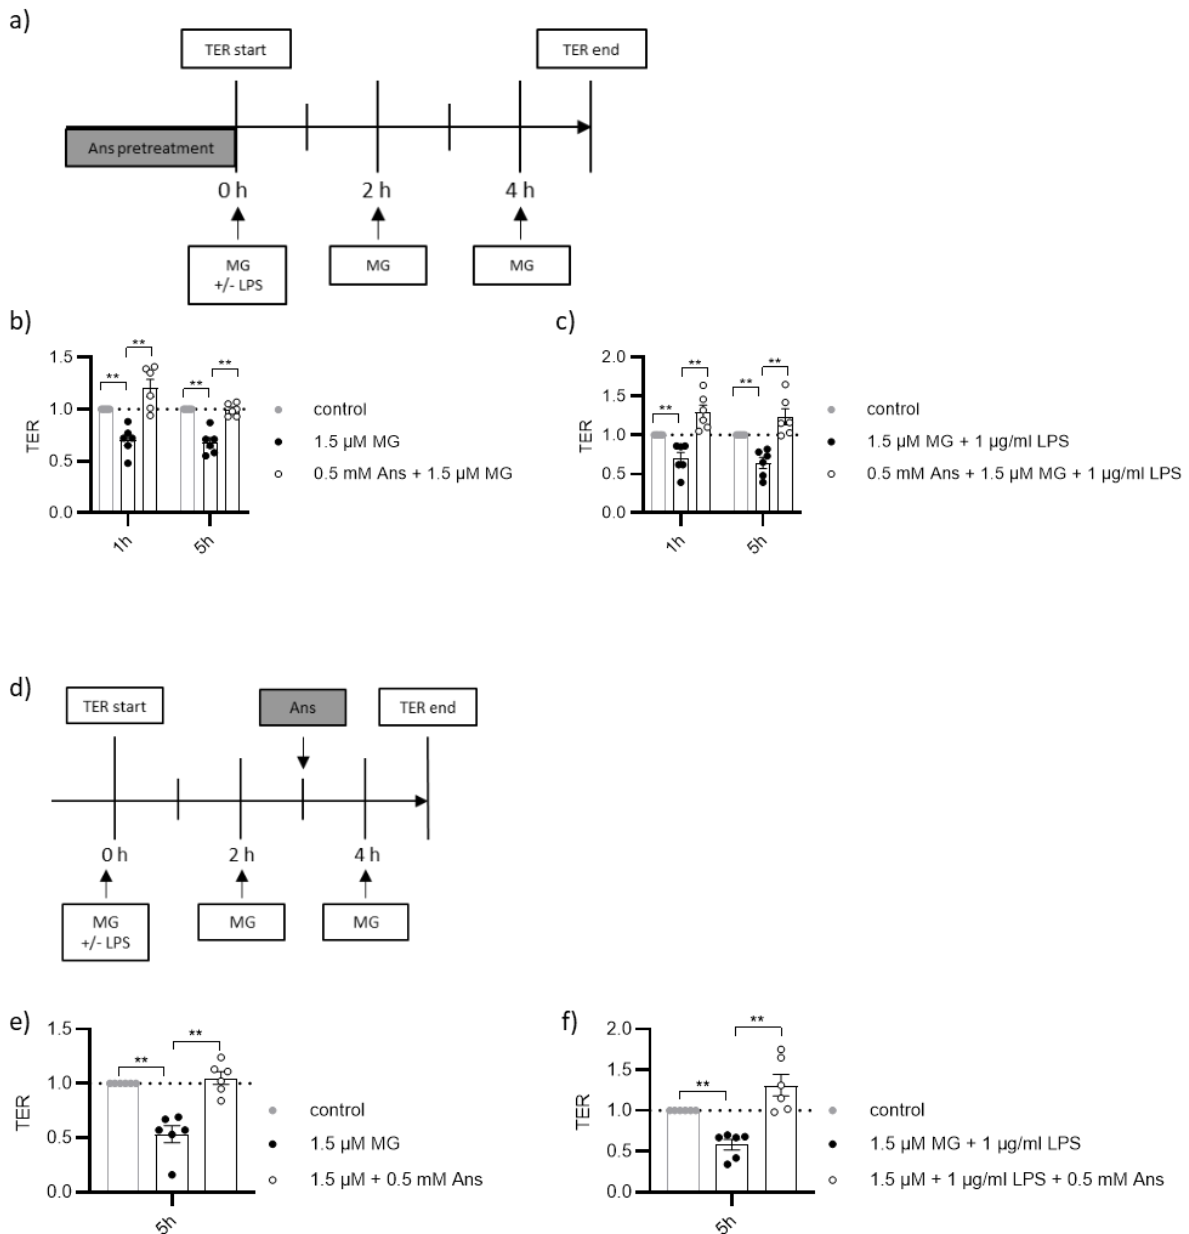 a)
TER start
TER end
Ans pretreatment
0 h
2 h
4 h
MG
+/- LPS
MG
MG
b)
TER
1.5
1.0
0.5
0.0
**
**
**
**
1h
5h
control
1.5 µM MG
0.5 mM Ans + 1.5 µM MG
c)
TER
2.0
1.5
1.0
0.5
0.0
**
**
**
**
1h
5h
control
1.5 µM MG + 1 µg/ml LPS
0.5 mM Ans + 1.5 µM MG + 1 µg/ml LPS
d)
TER start
Ans
TER end
0 h
2 h
4 h
MG
+/- LPS
MG
MG
e)
TER
1.5
1.0
0.5
0.0
**
**
5h
control
1.5 µM MG
1.5 µM + 0.5 mM Ans
f)
TER
2.0
1.5
1.0
0.5
0.0
**
**
5h
control
1.5 µM MG + 1 µg/ml LPS
1.5 µM + 1 µg/ml LPS + 0.5 mM Ans